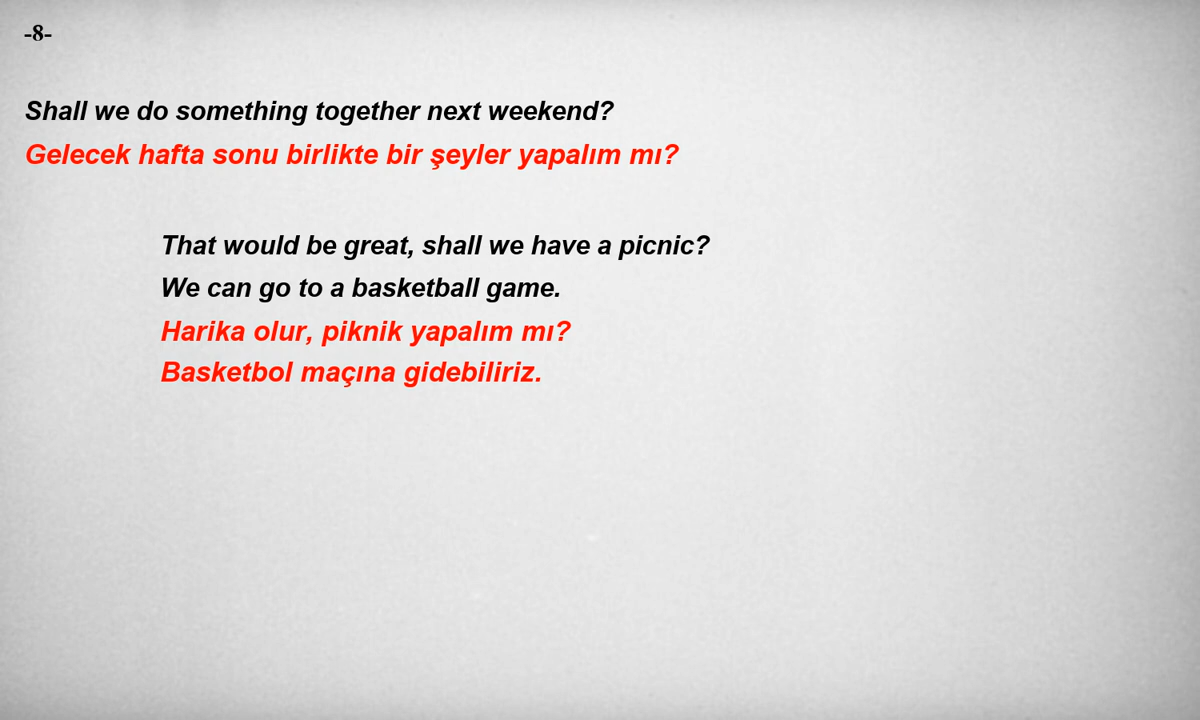 -8-
Shall we do something together next weekend?
Gelecek hafta sonu birlikte bir şeyler yapalım mı?
That would be great, shall we have a picnic?
We can go to a basketball game.
Harika olur, piknik yapalım mı?
Basketbol maçına gidebiliriz.